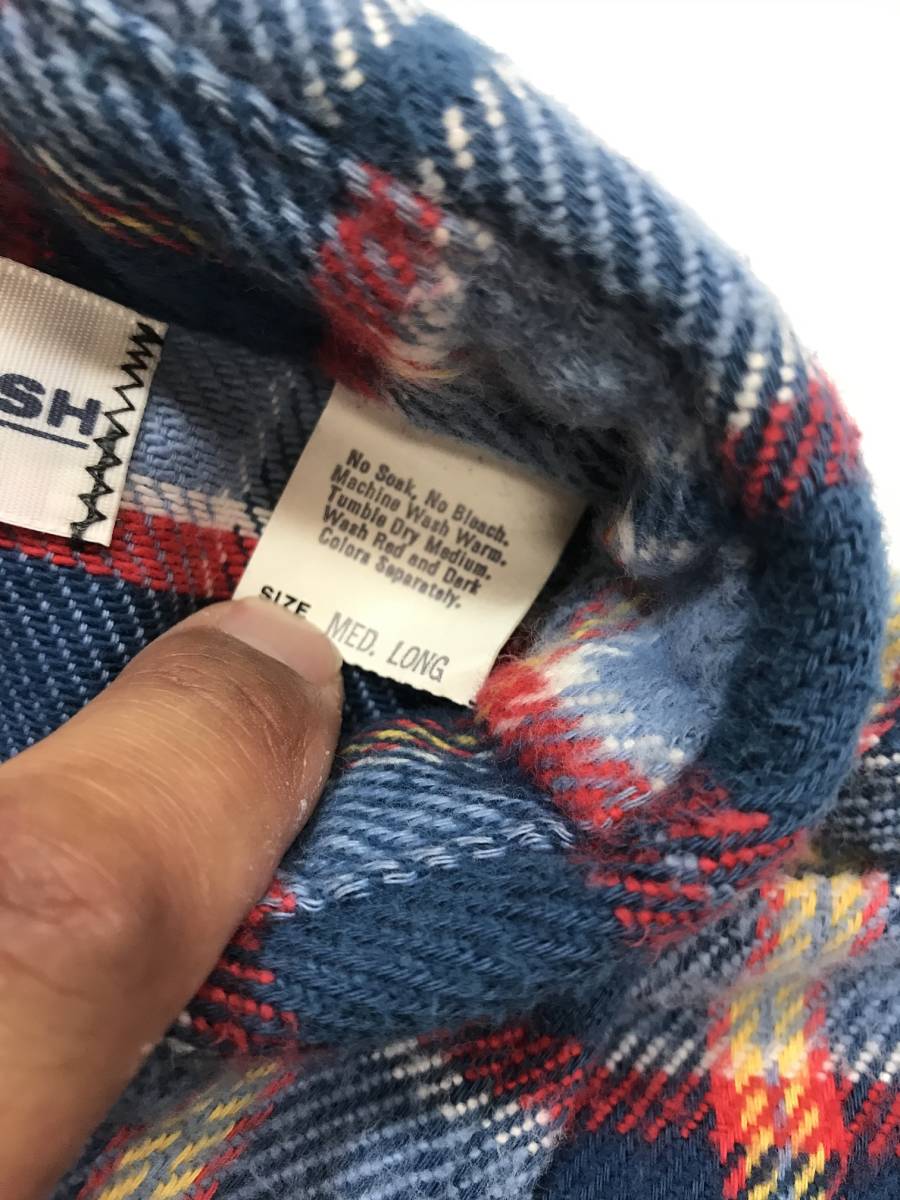 SH
No Soak, No Bleach.
Machine Wash Warm.
Tumble Dry Medium.
Wash Red and Dark
Colors Separately.
SIZE
MED. LONG